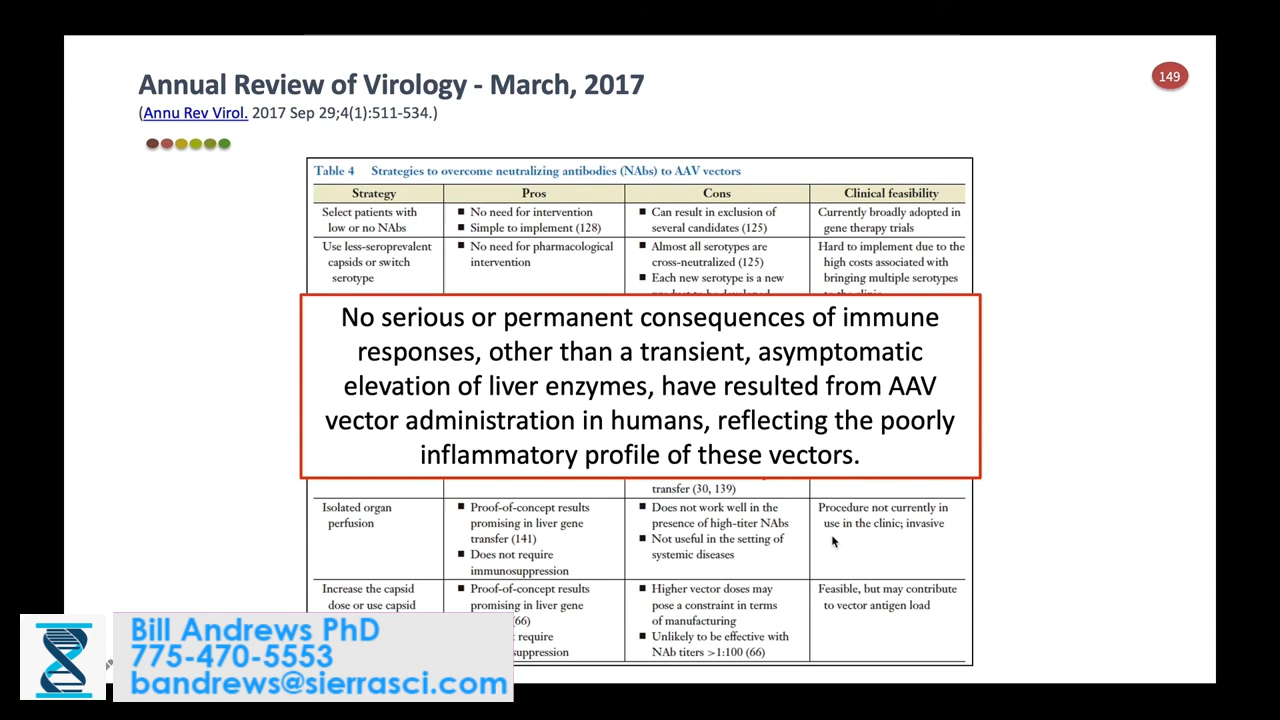 Annual Review of Virology - March, 2017
149
(Annu Rev Virol. 2017 Sep 29;4(1):511-534.)
Table 4 Strategies to overcome neutralizing antibodies (NAbs) to AAV vectors
Strategy
Pros
Cons
Clinical feasibility
Select patients with
low or no NAbs
■ No need for intervention
■ Simple to implement (128)
■ Can result in exclusion of
several candidates (125)
Currently broadly adopted in
gene therapy trials
Use less-seroprevalent
capsids or switch
serotype
■ No need for pharmacological
intervention
■ Almost all serotypes are
cross-neutralized (125)
■ Each new serotype is a new
Hard to implement due to the
high costs associated with
bringing multiple serotypes
No serious or permanent consequences of immune
responses, other than a transient, asymptomatic
elevation of liver enzymes, have resulted from AAV
vector administration in humans, reflecting the poorly
inflammatory profile of these vectors.
transfer (30, 139)
Isolated organ
perfusion
■ Proof-of-concept results
promising in liver gene
transfer (141)
■ Does not require
immunosuppression
■ Does not work well in the
presence of high-titer NAbs
■ Not useful in the setting of
systemic diseases
Procedure not currently in
use in the clinic; invasive
Increase the capsid
dose or use capsid
■ Proof-of-concept results
promising in liver gene
(66)
require
■ Higher vector doses may
pose a constraint in terms
of manufacturing
■ Unlikely to be effective with
NAb titers >1:100 (66)
Feasible, but may contribute
to vector antigen load
Bill Andrews PhD
775-470-5553
bandrews@sierrasci.com